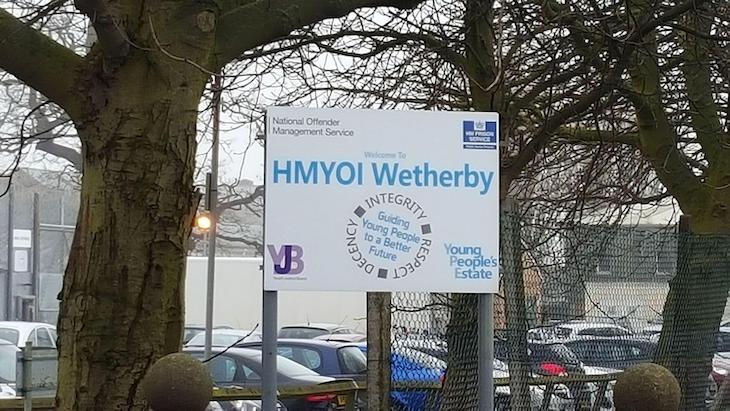 National Offender
Management Service
HM PRISON
SERVICE
Welcome To
HMYOI Wetherby
DECENCY INTEGRITY RESPECT
Guiding
Young People
to a Better
Future
YJB
Young
People's
Estate